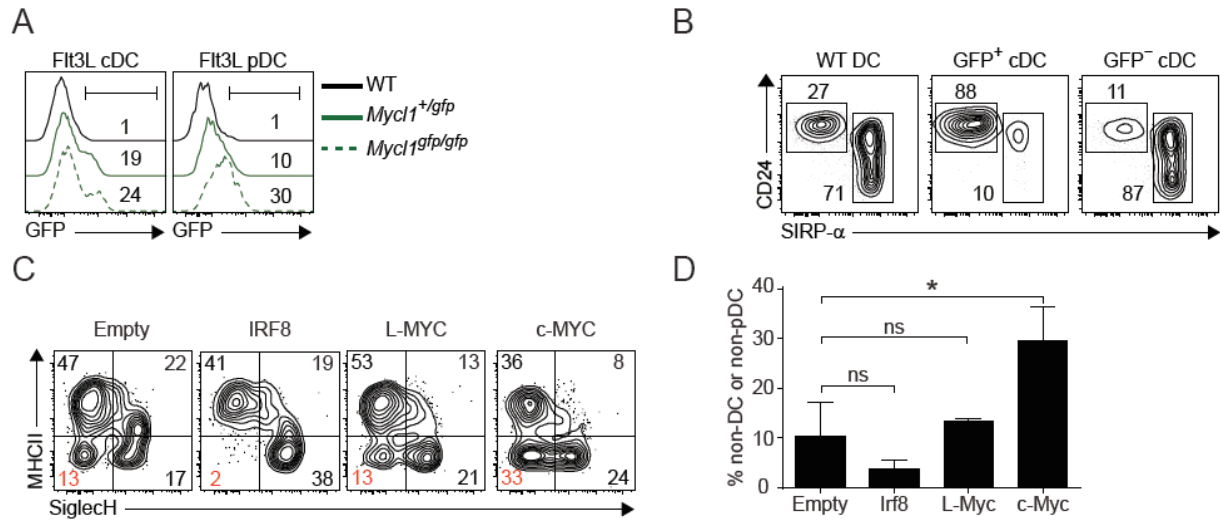 A
Flt3L cDC
Flt3L pDC
1
19
24
1
10
30
GFP
GFP
WT
Mycl1+/gfp
Mycl1gfp/gfp
B
WT DC
GFP+ cDC
GFP− cDC
27
88
11
71
10
87
CD24
SIRP-α
C
Empty
IRF8
L-MYC
c-MYC
47
22
41
19
53
13
36
8
13
17
2
38
13
21
33
24
MHCII
SiglecH
D
% non-DC or non-pDC
40
30
20
10
0
*
ns
ns
Empty
Irf8
L-Myc
c-Myc